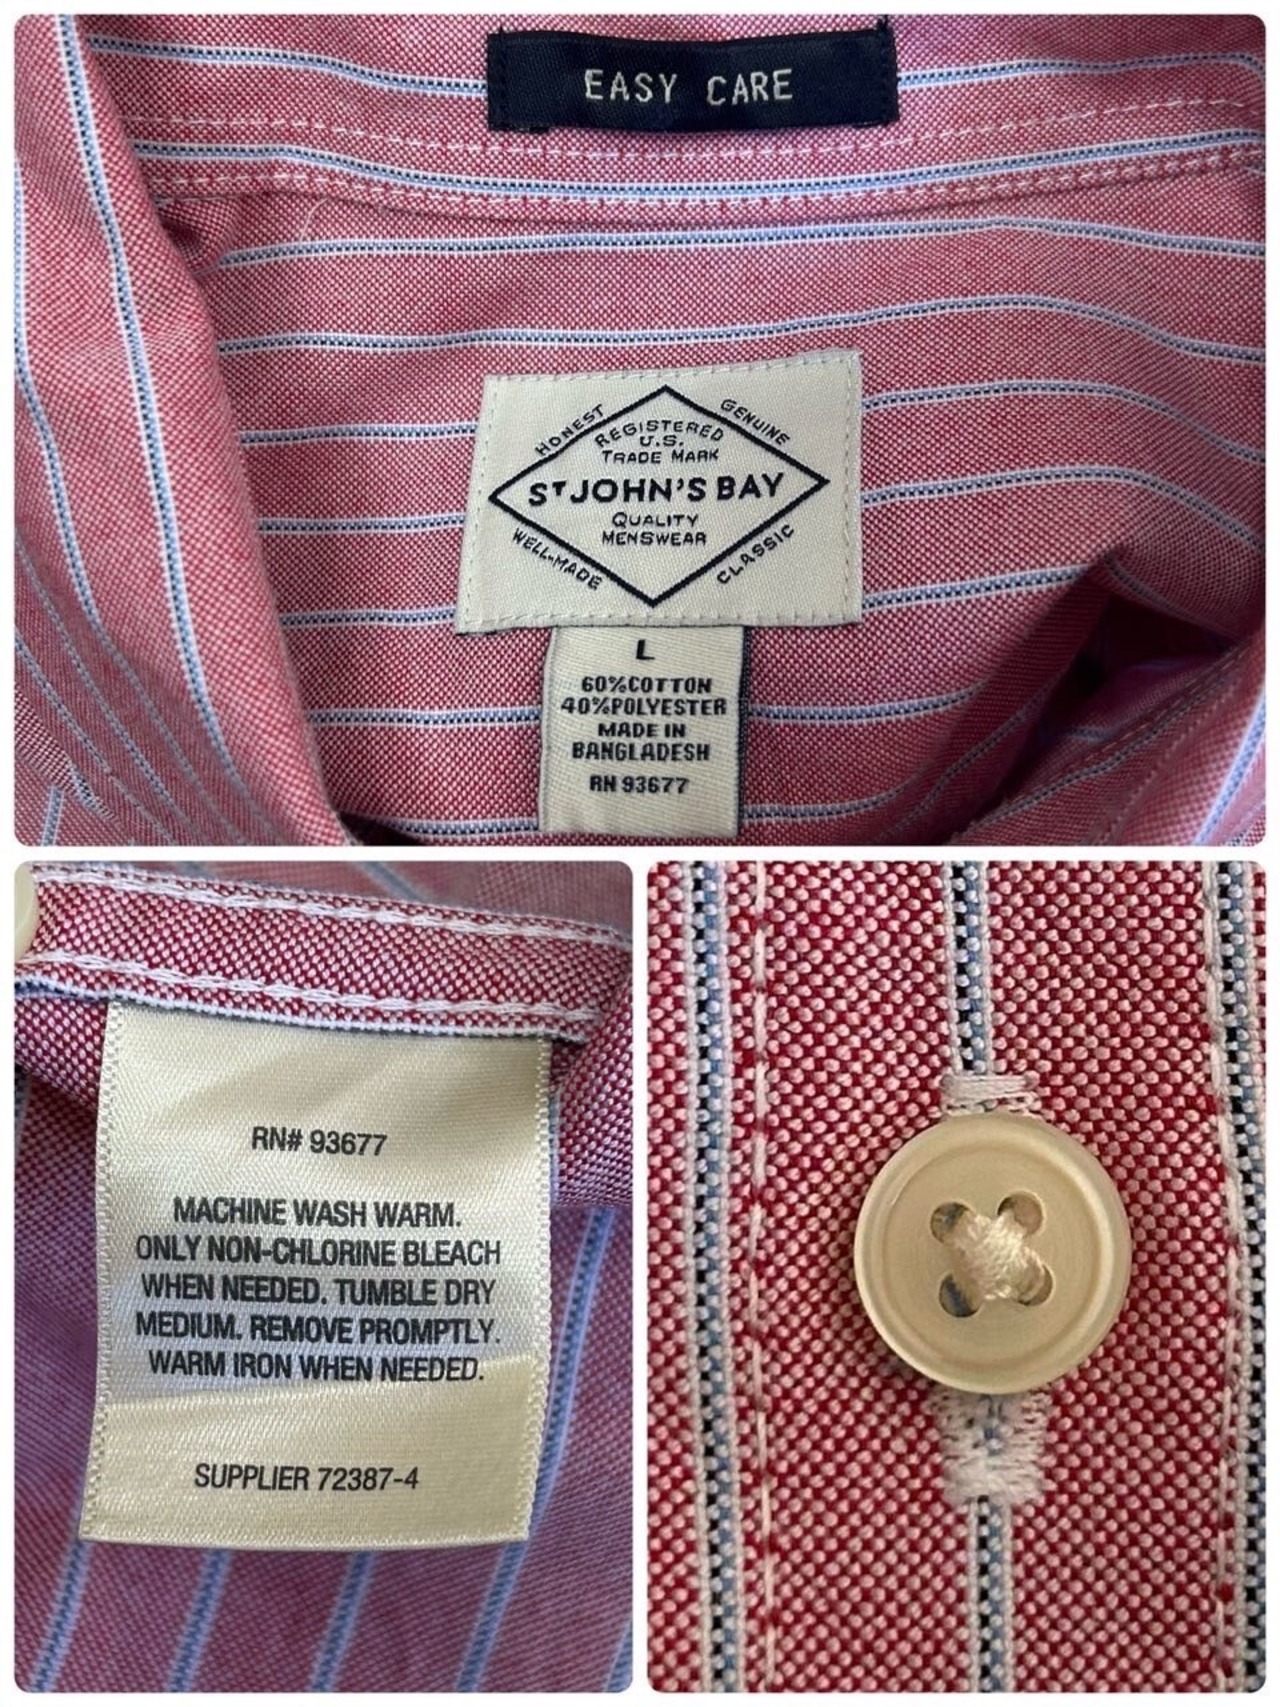 EASY CARE
HONEST
GENUINE
REGISTERED
U.S.
TRADE MARK
ST JOHN'S BAY
QUALITY
MENSWEAR
WELL-MADE
CLASSIC
L
60%COTTON
40%POLYESTER
MADE IN
BANGLADESH
RN 93677
RN# 93677
MACHINE WASH WARM.
ONLY NON-CHLORINE BLEACH
WHEN NEEDED. TUMBLE DRY
MEDIUM. REMOVE PROMPTLY.
WARM IRON WHEN NEEDED.
SUPPLIER 72387-4